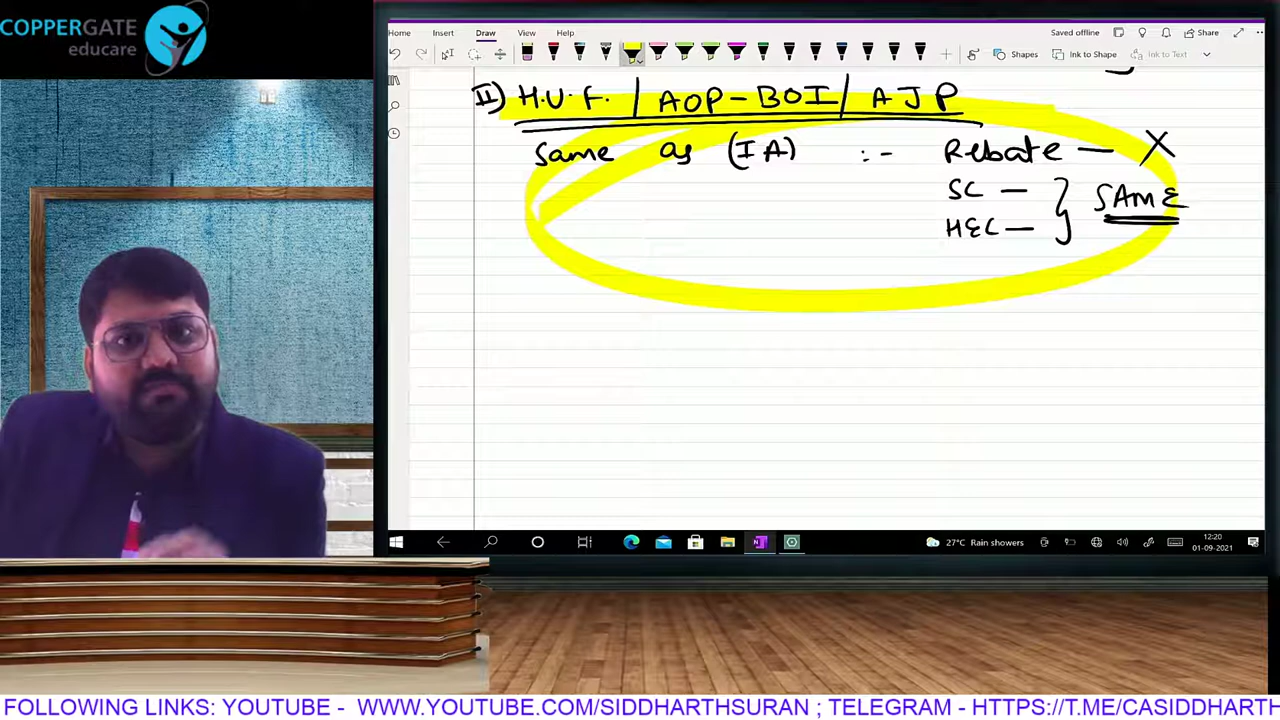 COPPERGATE
educare
Home Insert Draw View Help
Saved offline
Share
Shapes
Ink to Shape
Ink to Text
II) H.U.F. / AOP-BOI / AJP
Same as (IA) :- Rebate — X
SC —
HEC — } SAME
27°C Rain showers
12:20
01-09-2021
FOLLOWING LINKS: YOUTUBE - WWW.YOUTUBE.COM/SIDDHARTHSURAN ; TELEGRAM - HTTPS://T.ME/CASIDDHARTH